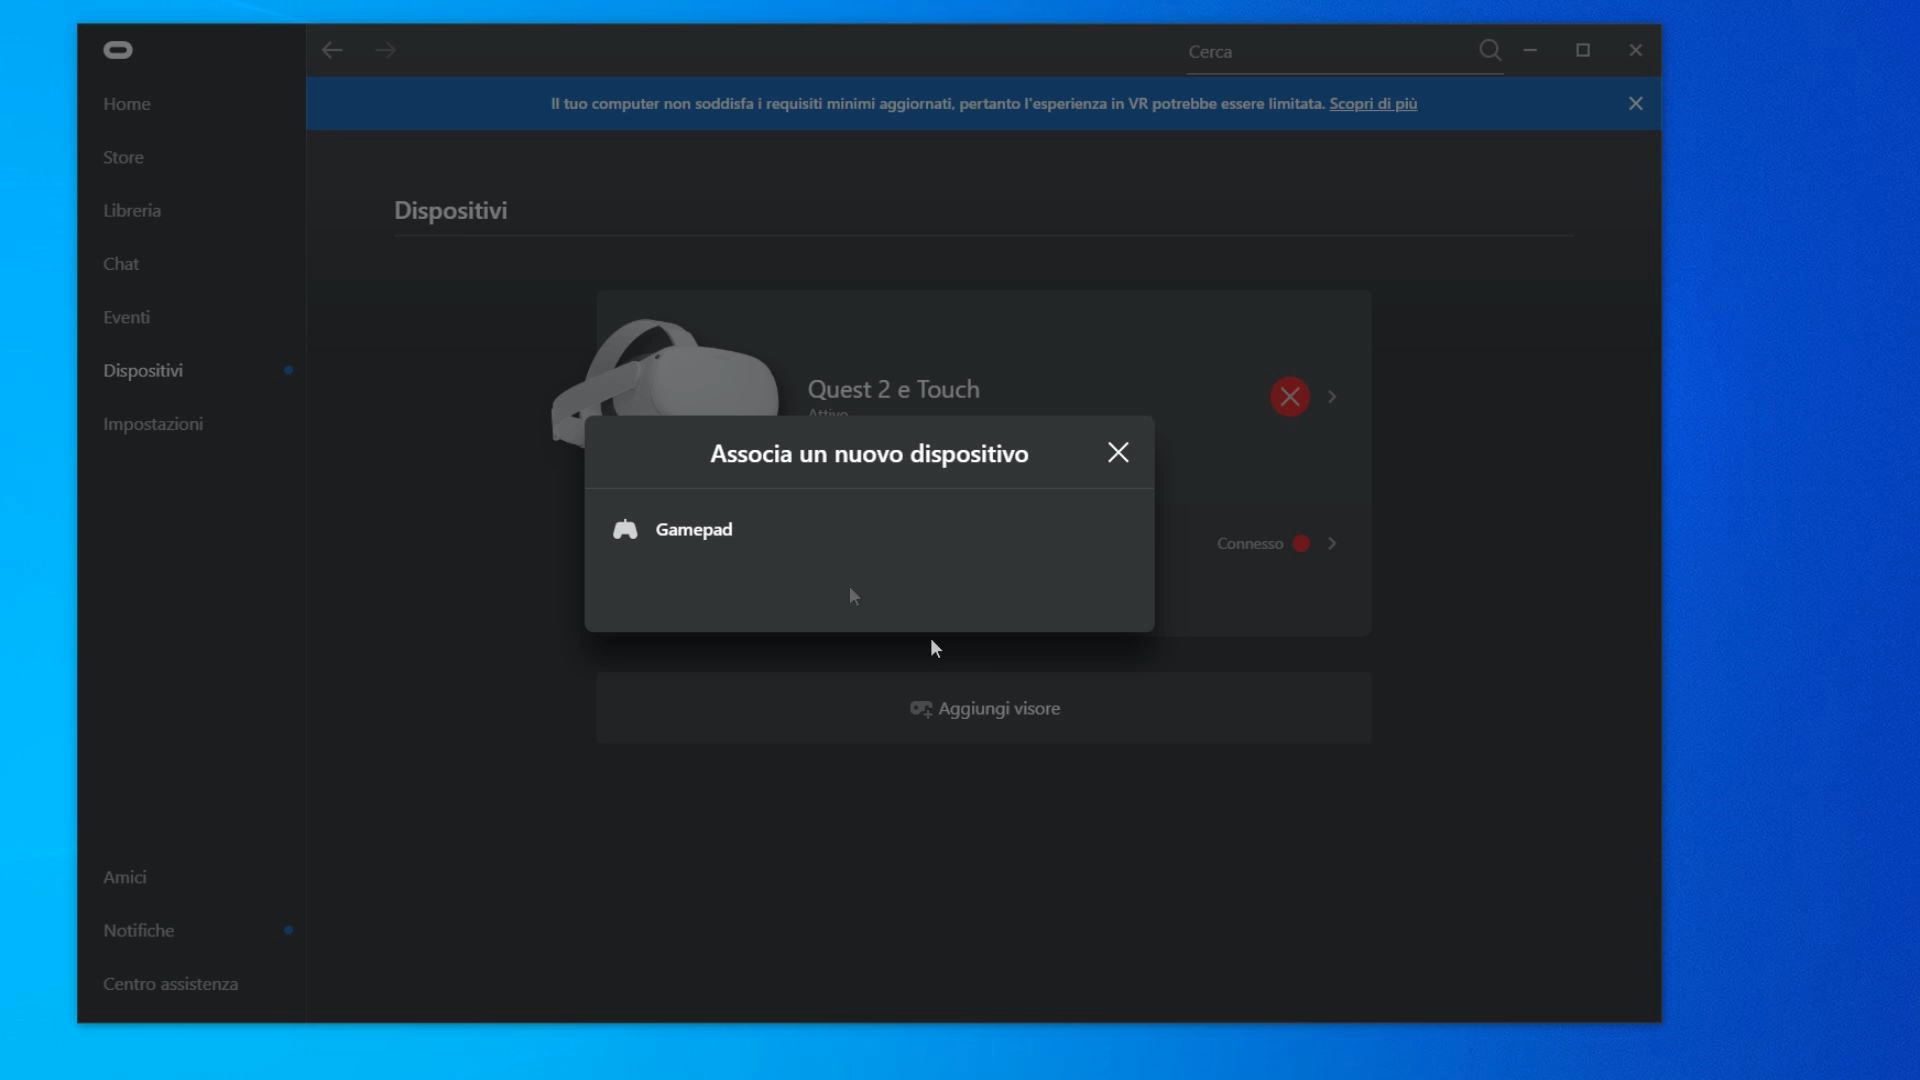 Cerca
Home
Il tuo computer non soddisfa i requisiti minimi aggiornati, pertanto l'esperienza in VR potrebbe essere limitata. Scopri di più
Store
Libreria
Chat
Eventi
Dispositivi
Impostazioni
Amici
Notifiche
Centro assistenza
Dispositivi
Quest 2 e Touch
Attivo
Associa un nuovo dispositivo
Gamepad
Connesso
Aggiungi visore